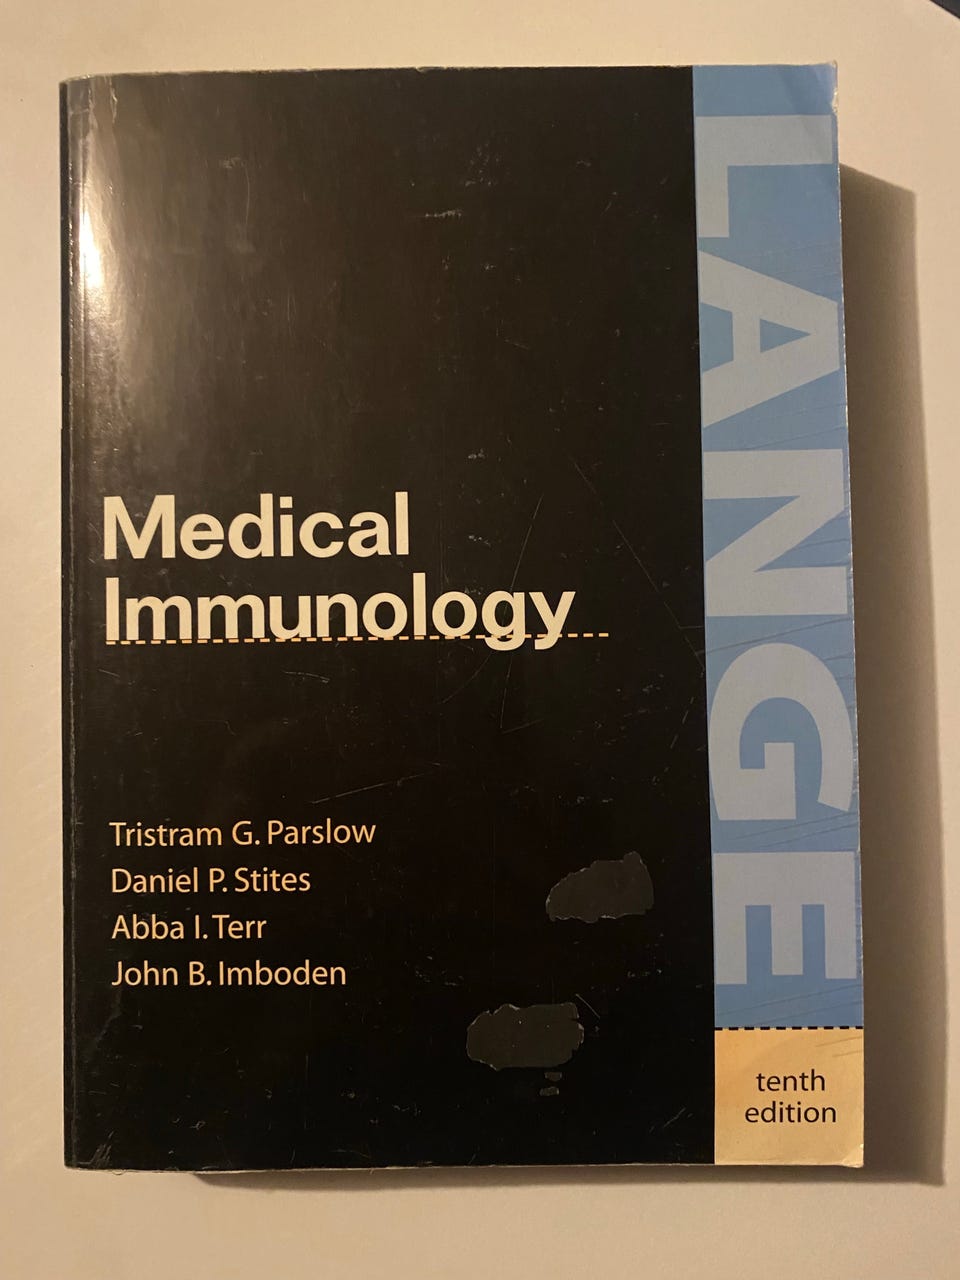 Medical
Immunology
Tristram G. Parslow
Daniel P. Stites
Abba I. Terr
John B. Imboden
LANGE
tenth
edition